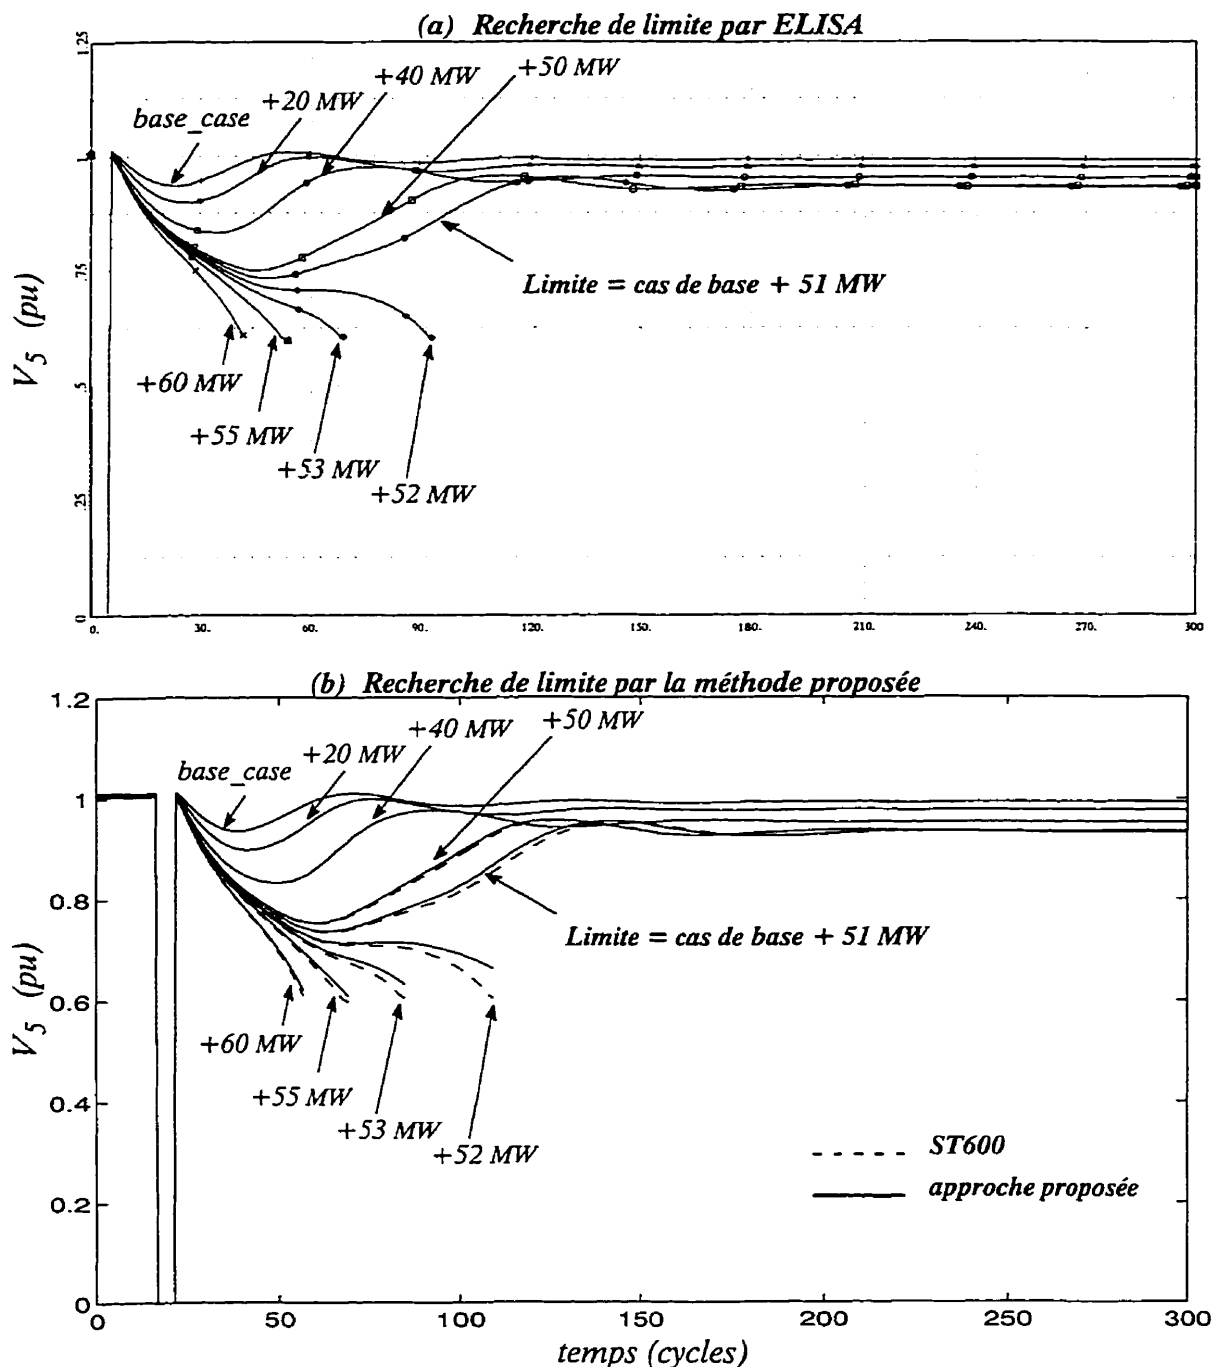 (a) Recherche de limite par ELISA
1.25
+50 MW
+40 MW
+20 MW
base_case
1.
.75
Limite = cas de base + 51 MW
V5 (pu)
+60 MW
.5
+55 MW
+53 MW
+52 MW
.25
0
0. 30. 60. 90. 120. 150. 180. 210. 240. 270. 300
(b) Recherche de limite par la méthode proposée
1.2
+50 MW
+40 MW
+20 MW
base_case
1
0.8
Limite = cas de base + 51 MW
V5 (pu)
0.6
+60 MW
+55 MW
0.4
+53 MW
+52 MW
ST600
approche proposée
0.2
0
0 50 100 150 200 250 300
temps (cycles)